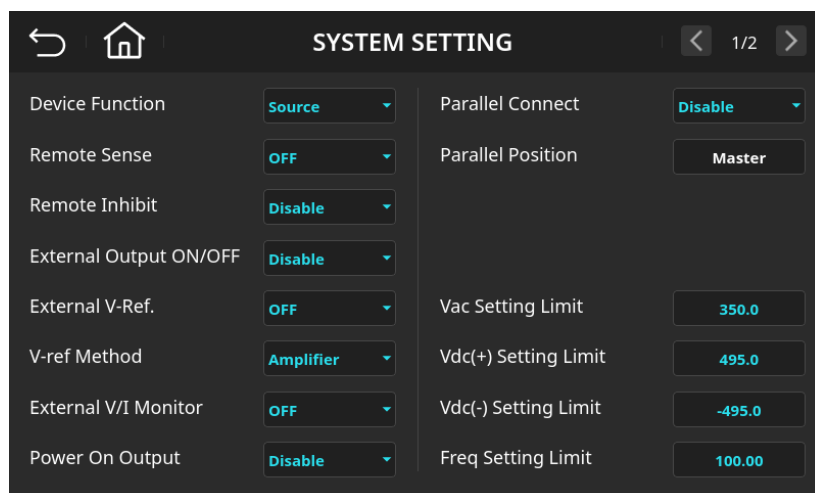 SYSTEM SETTING
1/2
Device Function
Source
Remote Sense
OFF
Remote Inhibit
Disable
External Output ON/OFF
Disable
External V-Ref.
OFF
V-ref Method
Amplifier
External V/I Monitor
OFF
Power On Output
Disable
Parallel Connect
Disable
Parallel Position
Master
Vac Setting Limit
350.0
Vdc(+) Setting Limit
495.0
Vdc(-) Setting Limit
-495.0
Freq Setting Limit
100.00